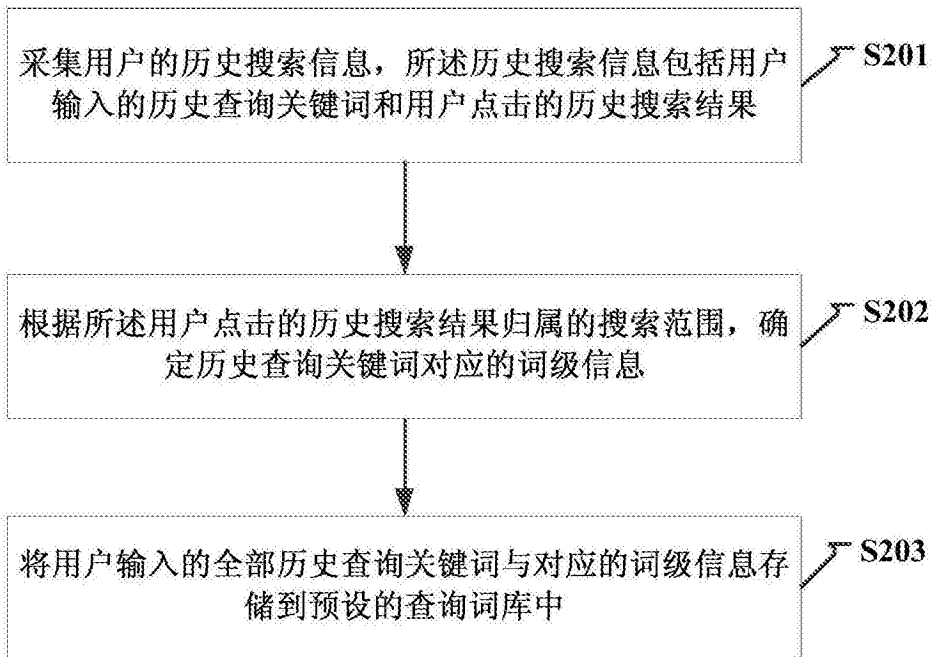 采集用户的历史搜索信息，所述历史搜索信息包括用户
输入的历史查询关键词和用户点击的历史搜索结果
S201
根据所述用户点击的历史搜索结果归属的搜索范围，确
定历史查询关键词对应的词级信息
S202
将用户输入的全部历史查询关键词与对应的词级信息存
储到预设的查询词库中
S203